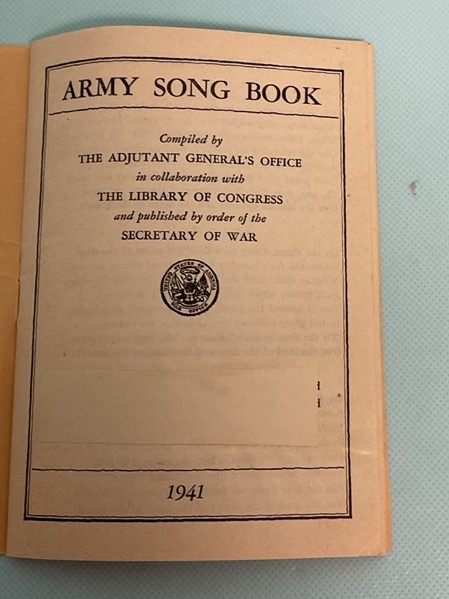 ARMY SONG BOOK
Compiled by
THE ADJUTANT GENERAL'S OFFICE
in collaboration with
THE LIBRARY OF CONGRESS
and published by order of the
SECRETARY OF WAR
1941